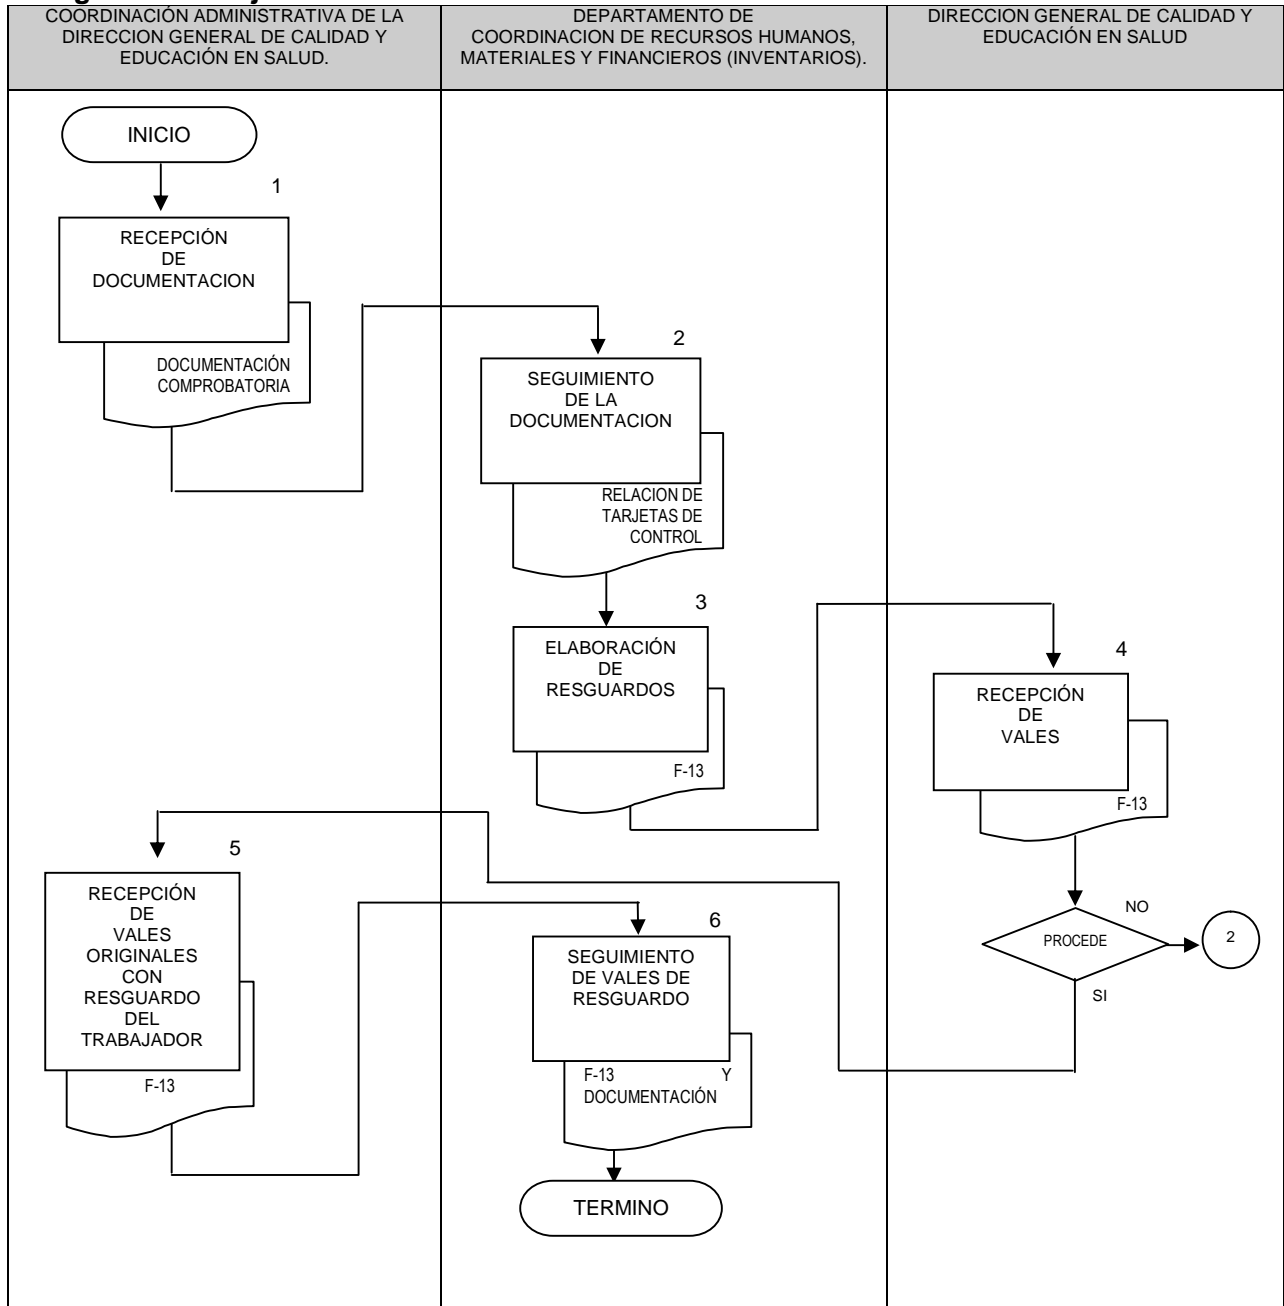 COORDINACIÓN ADMINISTRATIVA DE LA
DIRECCION GENERAL DE CALIDAD Y
EDUCACIÓN EN SALUD.
DEPARTAMENTO DE
COORDINACION DE RECURSOS HUMANOS,
MATERIALES Y FINANCIEROS (INVENTARIOS).
DIRECCION GENERAL DE CALIDAD Y
EDUCACIÓN EN SALUD
INICIO
1
RECEPCIÓN
DE
DOCUMENTACION
DOCUMENTACIÓN
COMPROBATORIA
2
SEGUIMIENTO
DE LA
DOCUMENTACION
RELACION DE
TARJETAS DE
CONTROL
3
ELABORACIÓN
DE
RESGUARDOS
F-13
4
RECEPCIÓN
DE
VALES
F-13
PROCEDE
NO
2
SI
5
RECEPCIÓN
DE
VALES
ORIGINALES
CON
RESGUARDO
DEL
TRABAJADOR
F-13
6
SEGUIMIENTO
DE VALES DE
RESGUARDO
F-13 Y
DOCUMENTACIÓN
TERMINO